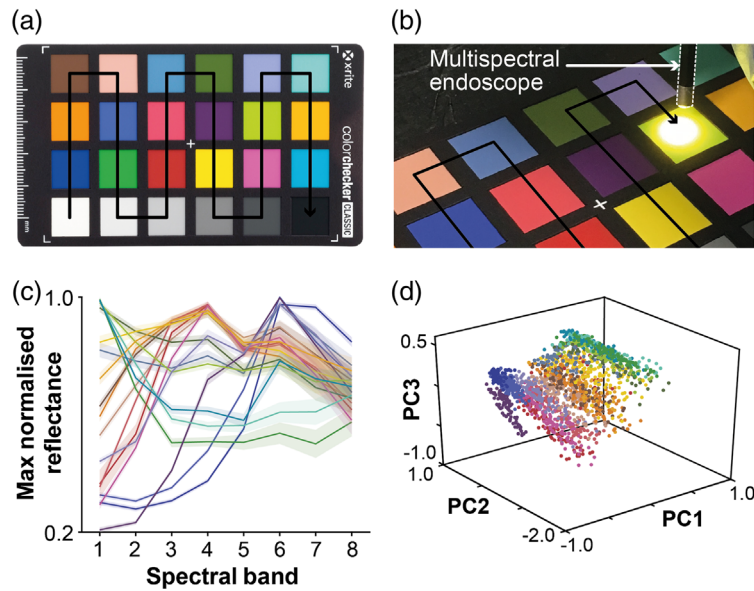 (a)
(b)
x-rite
colorchecker CLASSIC
mm
Multispectral
endoscope
(c)
(d)
1.0
0.2
Max normalised
reflectance
1 2 3 4 5 6 7 8
Spectral band
0.5
PC3
-1.0
1.0
PC2
-2.0
-1.0
PC1
1.0